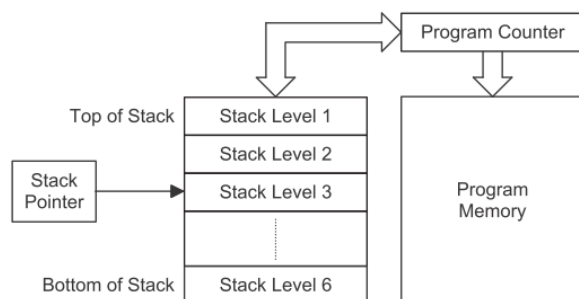 Program Counter
Top of Stack
Stack Level 1
Stack Level 2
Stack
Pointer
Stack Level 3
Program
Memory
Bottom of Stack
Stack Level 6